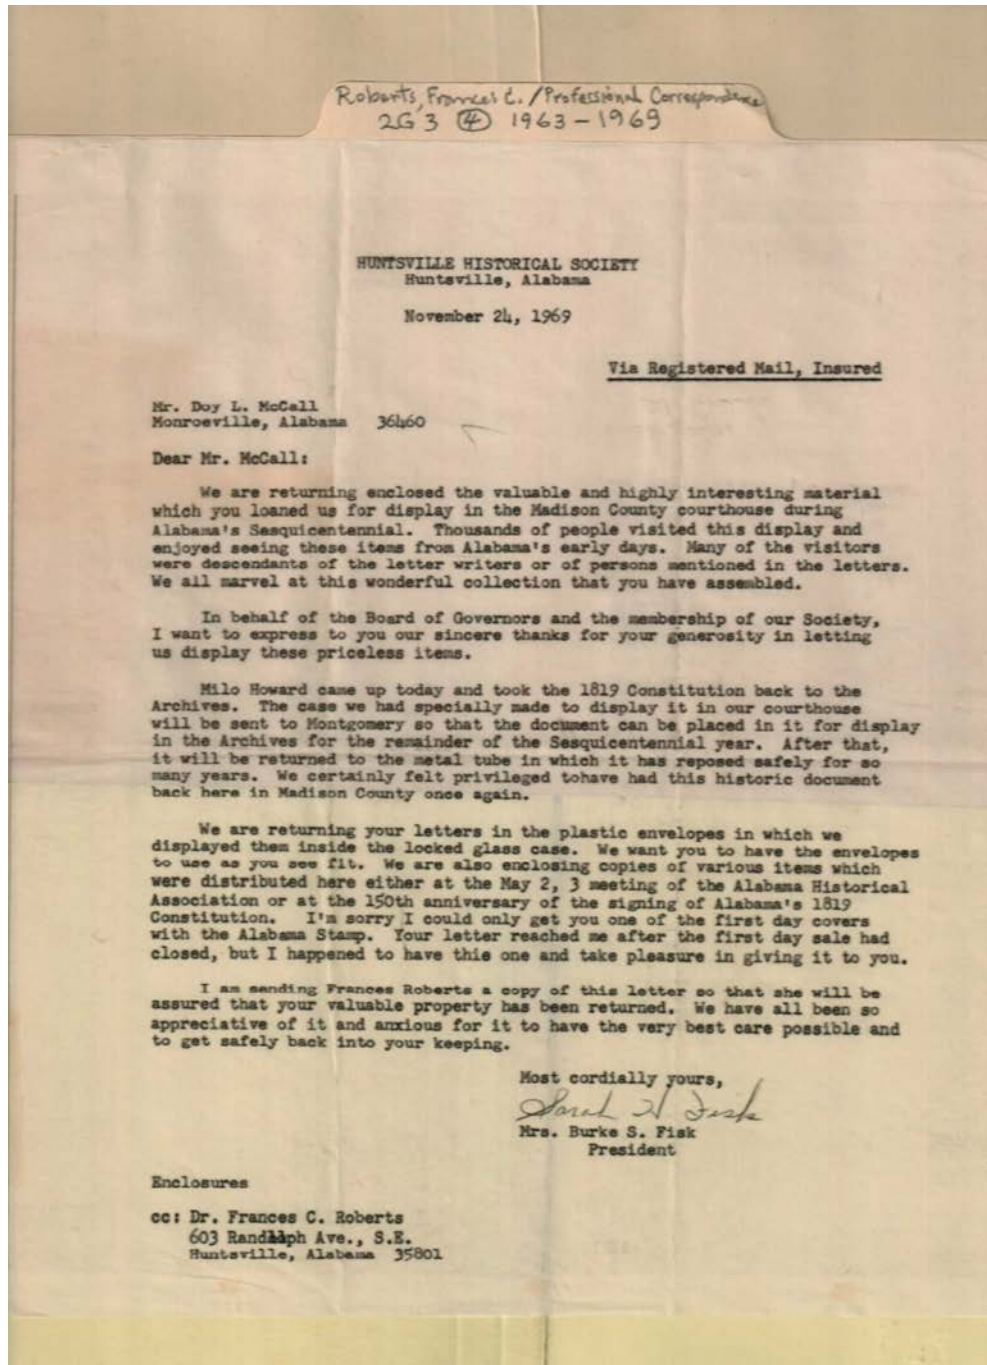 Roberts, Frances C. / Professional Correspondence
2G 3 ④ 1963-1969
HUNTSVILLE HISTORICAL SOCIETY
Huntsville, Alabama
November 24, 1969
Via Registered Mail, Insured
Mr. Doy L. McCall
Monroeville, Alabama 36460
Dear Mr. McCall:
We are returning enclosed the valuable and highly interesting material
which you loaned us for display in the Madison County courthouse during
Alabama's Sesquicentennial. Thousands of people visited this display and
enjoyed seeing these items from Alabama's early days. Many of the visitors
were descendants of the letter writers or of persons mentioned in the letters.
We all marvel at this wonderful collection that you have assembled.
In behalf of the Board of Governors and the membership of our Society,
I want to express to you our sincere thanks for your generosity in letting
us display these priceless items.
Milo Howard came up today and took the 1819 Constitution back to the
Archives. The case we had specially made to display it in our courthouse
will be sent to Montgomery so that the document can be placed in it for display
in the Archives for the remainder of the Sesquicentennial year. After that,
it will be returned to the metal tube in which it has reposed safely for so
many years. We certainly felt privileged tohave had this historic document
back here in Madison County once again.
We are returning your letters in the plastic envelopes in which we
displayed them inside the locked glass case. We want you to have the envelopes
to use as you see fit. We are also enclosing copies of various items which
were distributed here either at the May 2, 3 meeting of the Alabama Historical
Association or at the 150th anniversary of the signing of Alabama's 1819
Constitution. I'm sorry I could only get you one of the first day covers
with the Alabama Stamp. Your letter reached me after the first day sale had
closed, but I happened to have this one and take pleasure in giving it to you.
I am sending Frances Roberts a copy of this letter so that she will be
assured that your valuable property has been returned. We have all been so
appreciative of it and anxious for it to have the very best care possible and
to get safely back into your keeping.
Most cordially yours,
Sarah H Fisk
Mrs. Burke S. Fisk
President
Enclosures
cc: Dr. Frances C. Roberts
603 Randolph Ave., S.E.
Huntsville, Alabama 35801